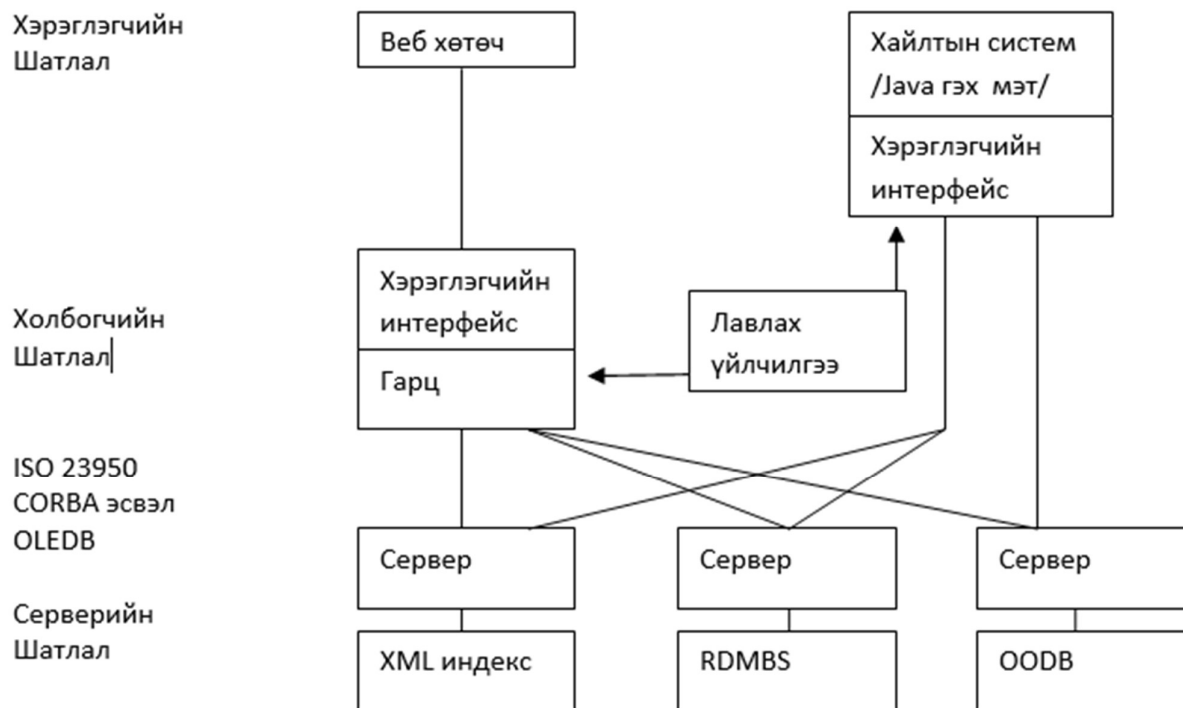 Хэрэглэгчийн
Шатлал
Веб хөтөч
Хайлтын систем
/Java гэх мэт/
Хэрэглэгчийн
интерфейс
Холбогчийн
Шатлал
Хэрэглэгчийн
интерфейс
Гарц
Лавлах
үйлчилгээ
ISO 23950
CORBA эсвэл
OLEDB
Сервер
Сервер
Сервер
Серверийн
Шатлал
XML индекс
RDMBS
OODB